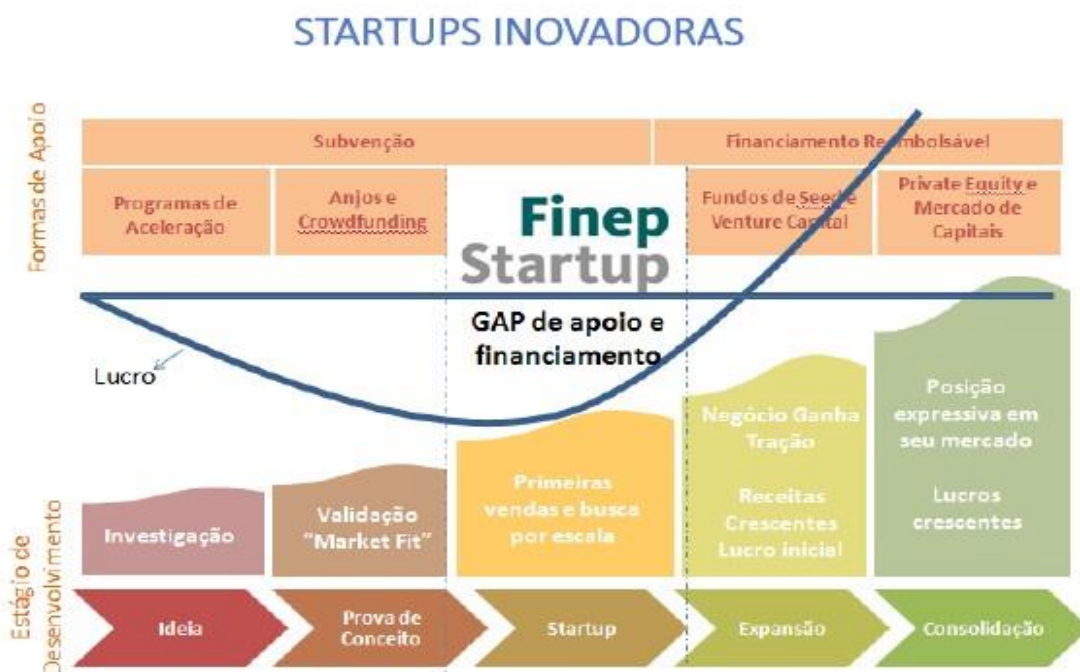 STARTUPS INOVADORAS
Formas de Apoio
Subvenção
Financiamento Reembolsável
Programas de
Aceleração
Anjos e
Crowdfunding
Finep
Startup
Fundos de Seed e
Venture Capital
Private Equity e
Mercado de
Capitais
GAP de apoio e
financiamento
Lucro
Estágio de
Desenvolvimento
Investigação
Validação
"Market Fit"
Primeiras
vendas e busca
por escala
Negócio Ganha
Tração
Receitas
Crescentes
Lucro inicial
Posição
expressiva em
seu mercado
Lucros
crescentes
Ideia
Prova de
Conceito
Startup
Expansão
Consolidação